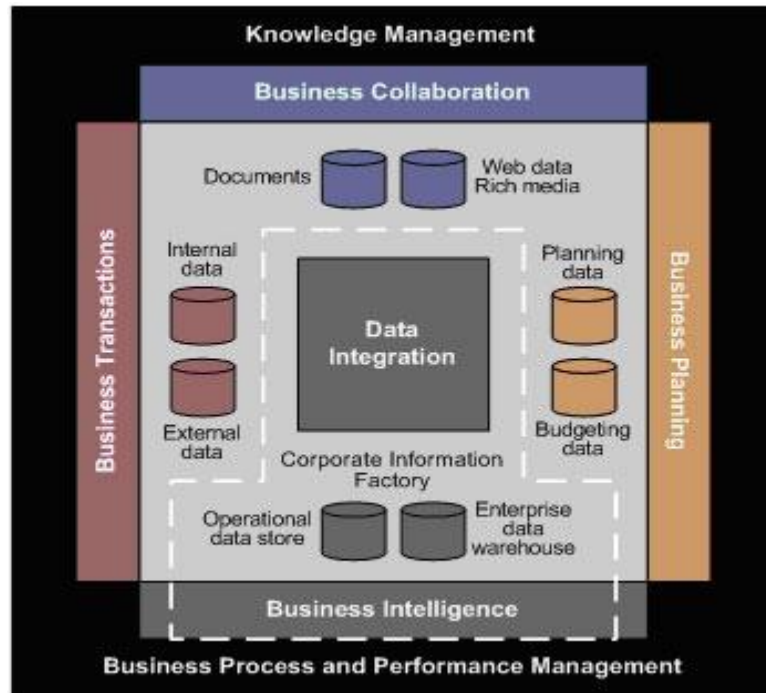 Knowledge Management
Business Collaboration
Documents
Web data
Rich media
Business Transactions
Internal
data
Planning
data
Business Planning
Data
Integration
External
data
Budgeting
data
Corporate Information
Factory
Operational
data store
Enterprise
data
warehouse
Business Intelligence
Business Process and Performance Management